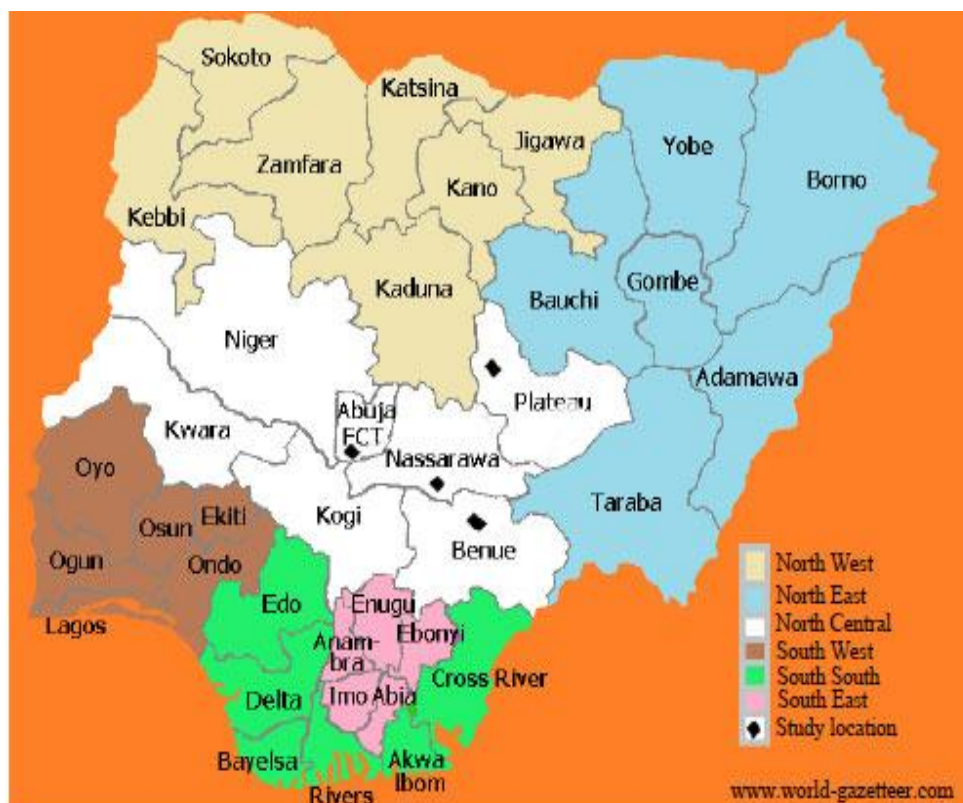 Sokoto
Katsina
Jigawa
Yobe
Borno
Zamfara
Kano
Kebbi
Kaduna
Bauchi
Gombe
Niger
Adamawa
Abuja
FCT
Plateau
Kwara
Nassarawa
Oyo
Taraba
Osun
Ekiti
Kogi
Benue
Ogun
Ondo
Lagos
Edo
Enugu
Anam-
bra
Ebonyi
Delta
Imo
Abia
Cross River
Bayelsa
Akwa
Ibom
Rivers
North West
North East
North Central
South West
South South
South East
Study location
www.world-gazetteer.com